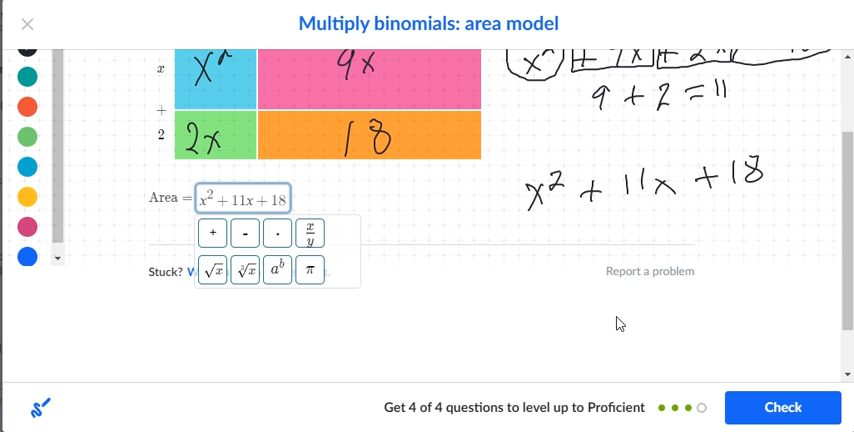 Multiply binomials: area model
x
x² 9x
9 + 2 = 11
+
2
2x 18
x² + 11x + 18
Area = x² + 11x + 18
+ - · x/y
√x ∛x aᵇ π
Stuck?
Report a problem
Get 4 of 4 questions to level up to Proficient
Check